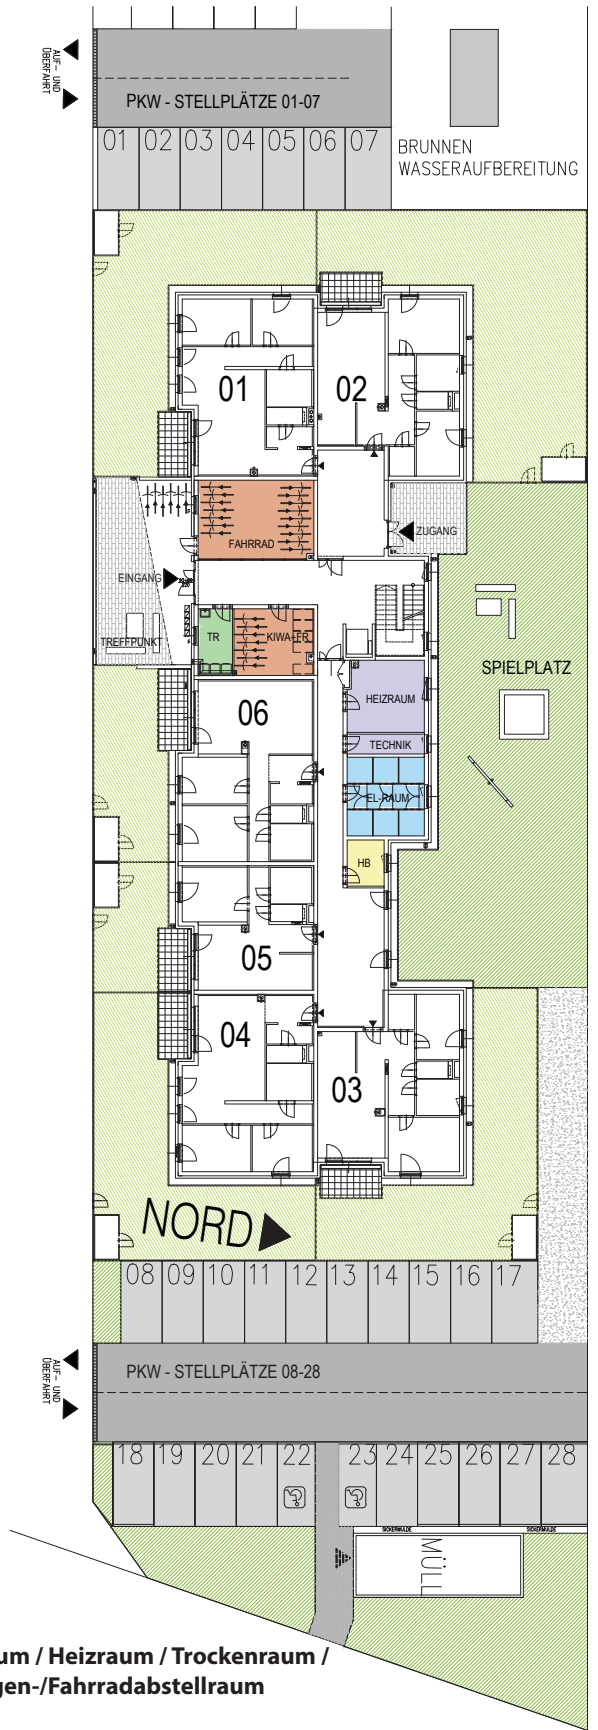 AUF- UND
ÜBERFAHRT
PKW - STELLPLÄTZE 01-07
01 02 03 04 05 06 07
BRUNNEN
WASSERAUFBEREITUNG
01
02
FAHRRAD
ZUGANG
EINGANG
TREFFPUNKT
TR
KIWA-FR
SPIELPLATZ
HEIZRAUM
06
TECHNIK
EL-RAUM
HB
05
04
03
NORD
08 09 10 11 12 13 14 15 16 17
AUF- UND
ÜBERFAHRT
PKW - STELLPLÄTZE 08-28
18 19 20 21 22 23 24 25 26 27 28
SICKERMULDE
SICKERMULDE
MÜLL
um / Heizraum / Trockenraum /
gen-/Fahrradabstellraum